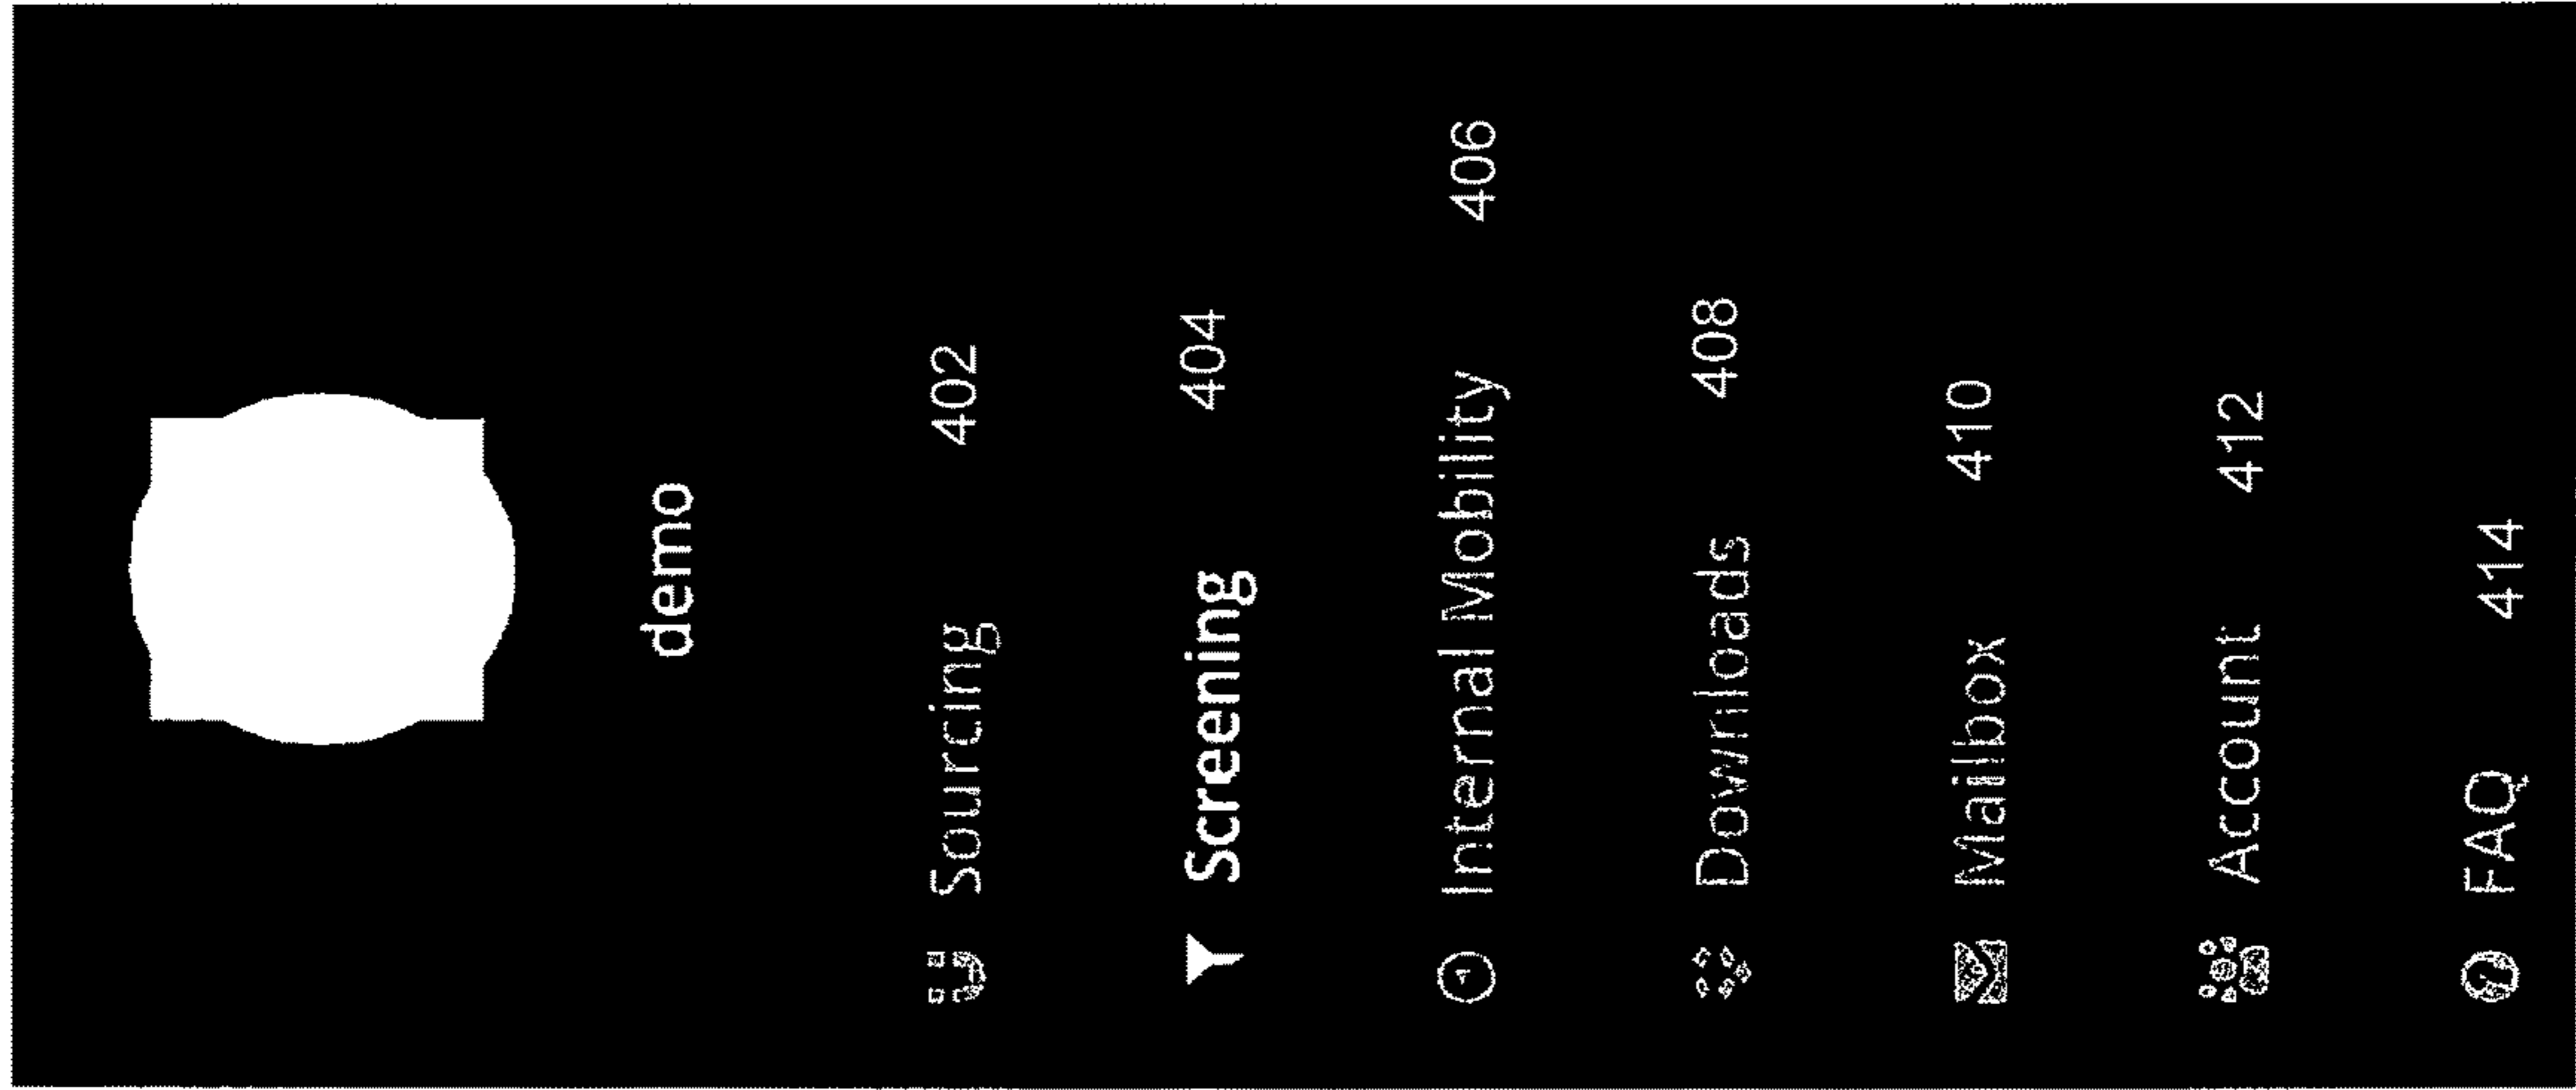 demo
Sourcing 402
Screening 404
Internal Mobility 406
Downloads 408
Mailbox 410
Account 412
FAQ 414